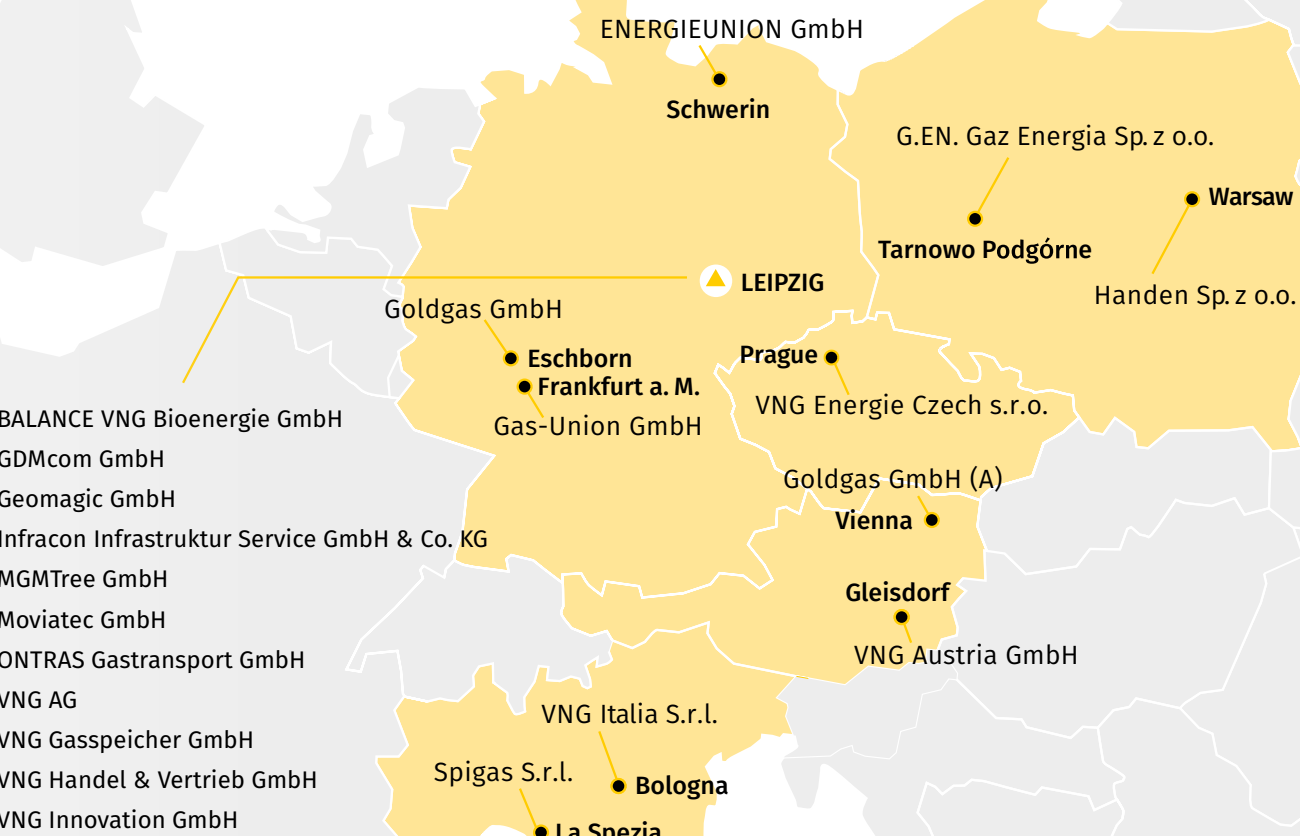 ENERGIEUNION GmbH
Schwerin
G.EN. Gaz Energia Sp. z o.o.
Warsaw
Tarnowo Podgórne
LEIPZIG
Handen Sp. z o.o.
Goldgas GmbH
Eschborn
Prague
Frankfurt a. M.
VNG Energie Czech s.r.o.
Gas-Union GmbH
BALANCE VNG Bioenergie GmbH
GDMcom GmbH
Geomagic GmbH
Infracon Infrastruktur Service GmbH & Co. KG
MGMTree GmbH
Moviatec GmbH
ONTRAS Gastransport GmbH
VNG AG
VNG Gasspeicher GmbH
VNG Handel & Vertrieb GmbH
VNG Innovation GmbH
Goldgas GmbH (A)
Vienna
Gleisdorf
VNG Austria GmbH
VNG Italia S.r.l.
Spigas S.r.l.
Bologna
La Spezia